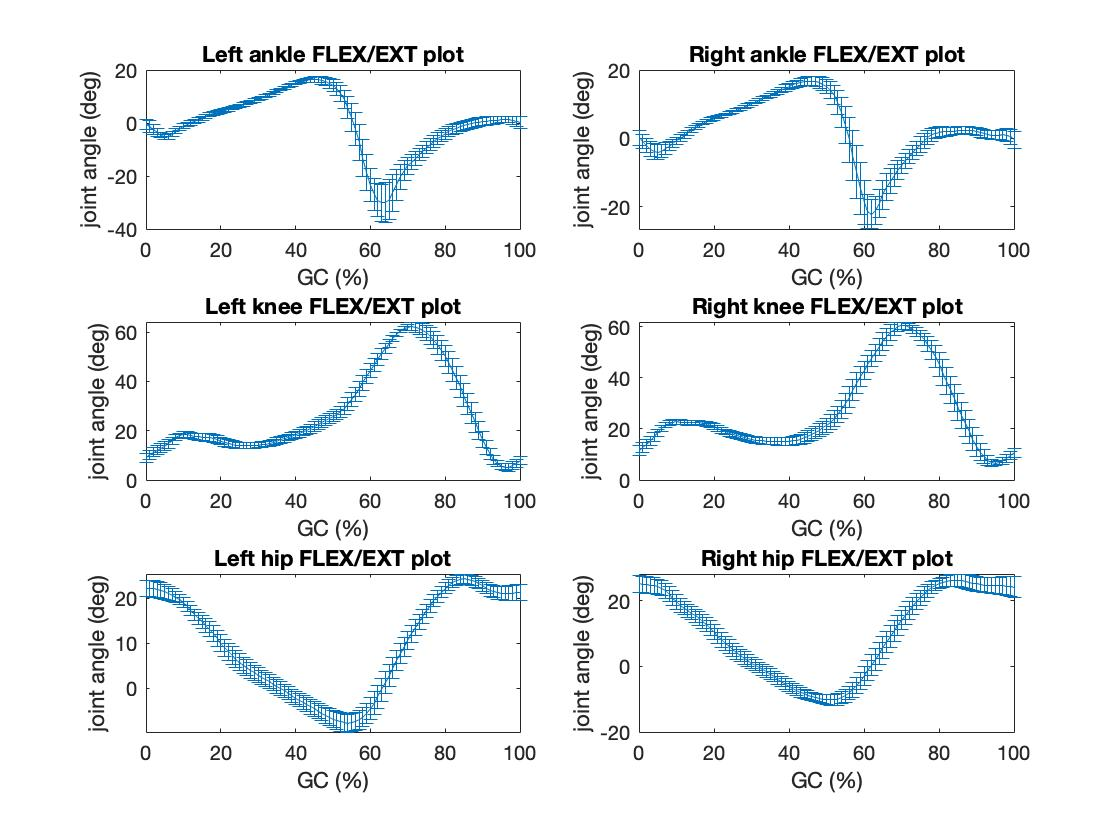 Left ankle FLEX/EXT plot
joint angle (deg)
20
0
-20
-40
0 20 40 60 80 100
GC (%)
Right ankle FLEX/EXT plot
joint angle (deg)
20
0
-20
0 20 40 60 80 100
GC (%)
Left knee FLEX/EXT plot
joint angle (deg)
60
40
20
0
0 20 40 60 80 100
GC (%)
Right knee FLEX/EXT plot
joint angle (deg)
60
40
20
0
0 20 40 60 80 100
GC (%)
Left hip FLEX/EXT plot
joint angle (deg)
20
10
0
0 20 40 60 80 100
GC (%)
Right hip FLEX/EXT plot
joint angle (deg)
20
0
-20
0 20 40 60 80 100
GC (%)